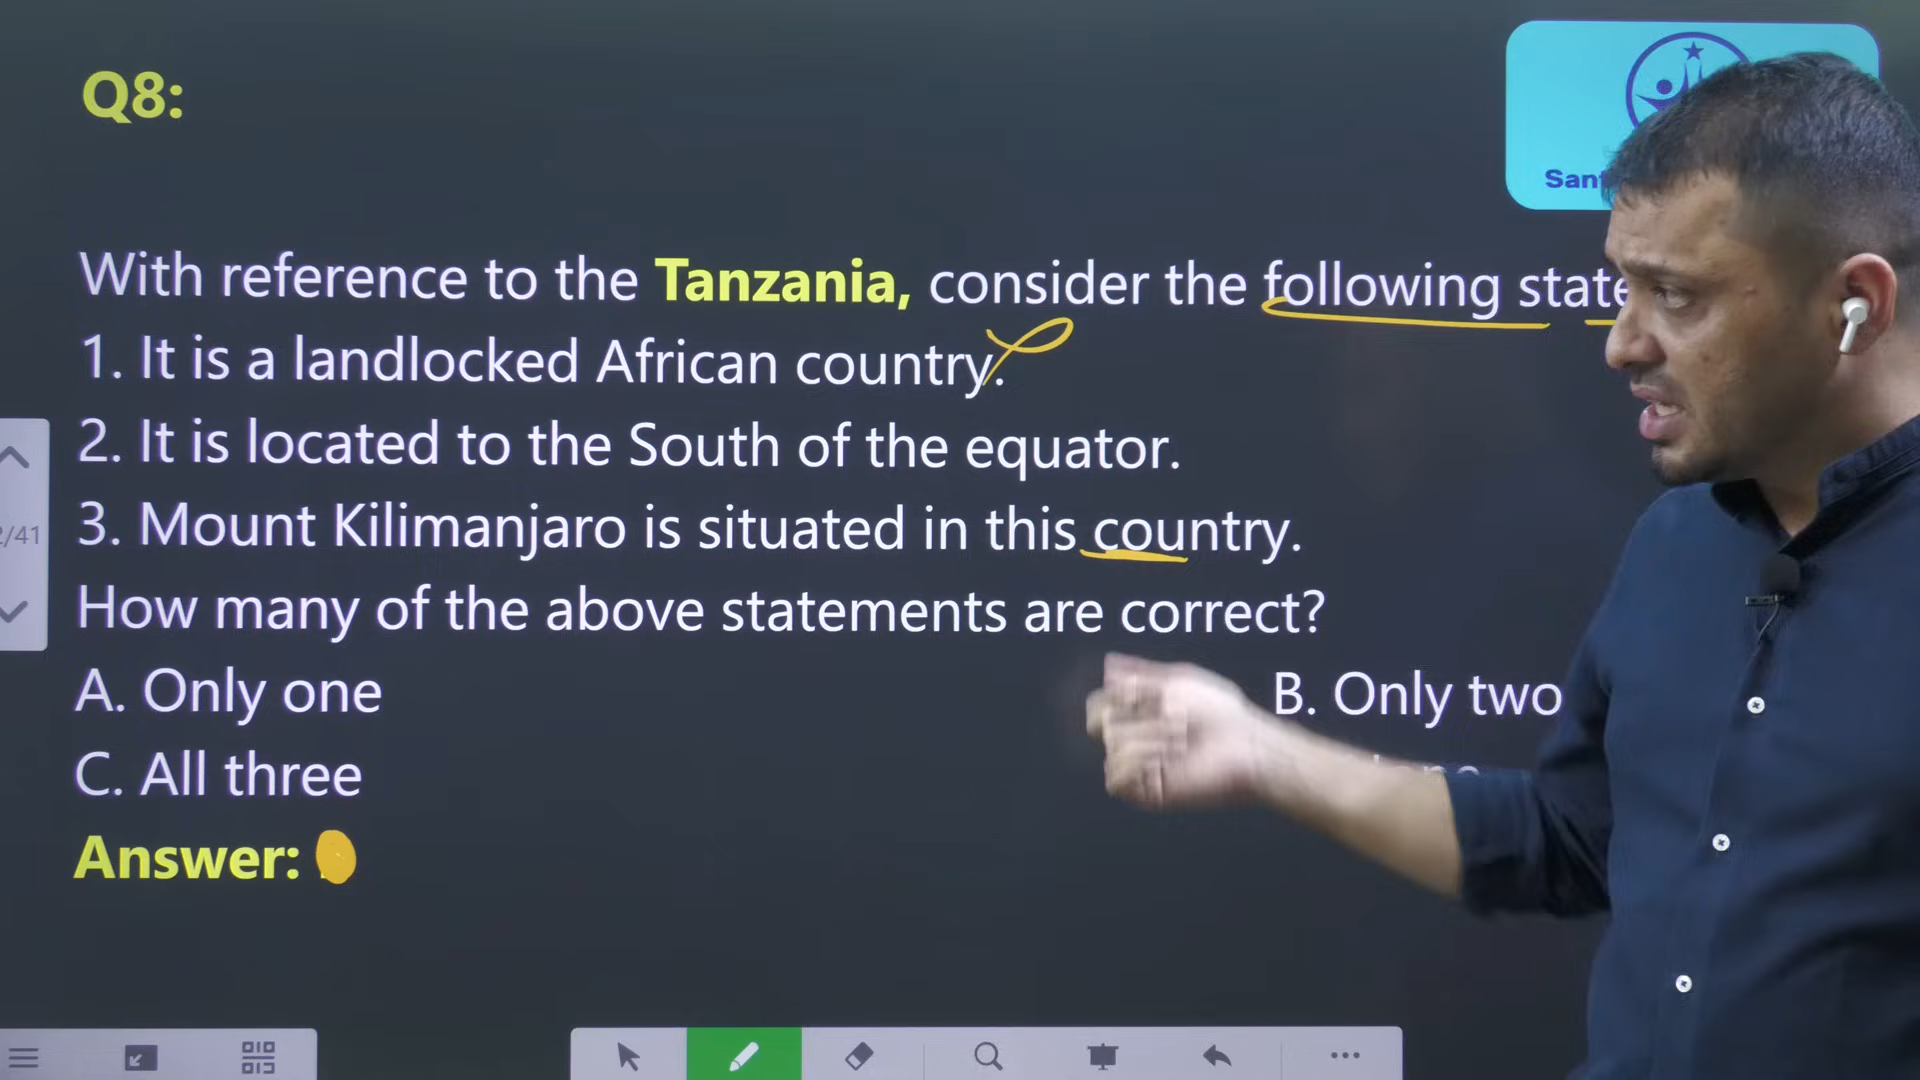 Q8:
With reference to the Tanzania, consider the following state
1. It is a landlocked African country.
2. It is located to the South of the equator.
3. Mount Kilimanjaro is situated in this country.
How many of the above statements are correct?
A. Only one
B. Only two
C. All three
Answer:
San
/41